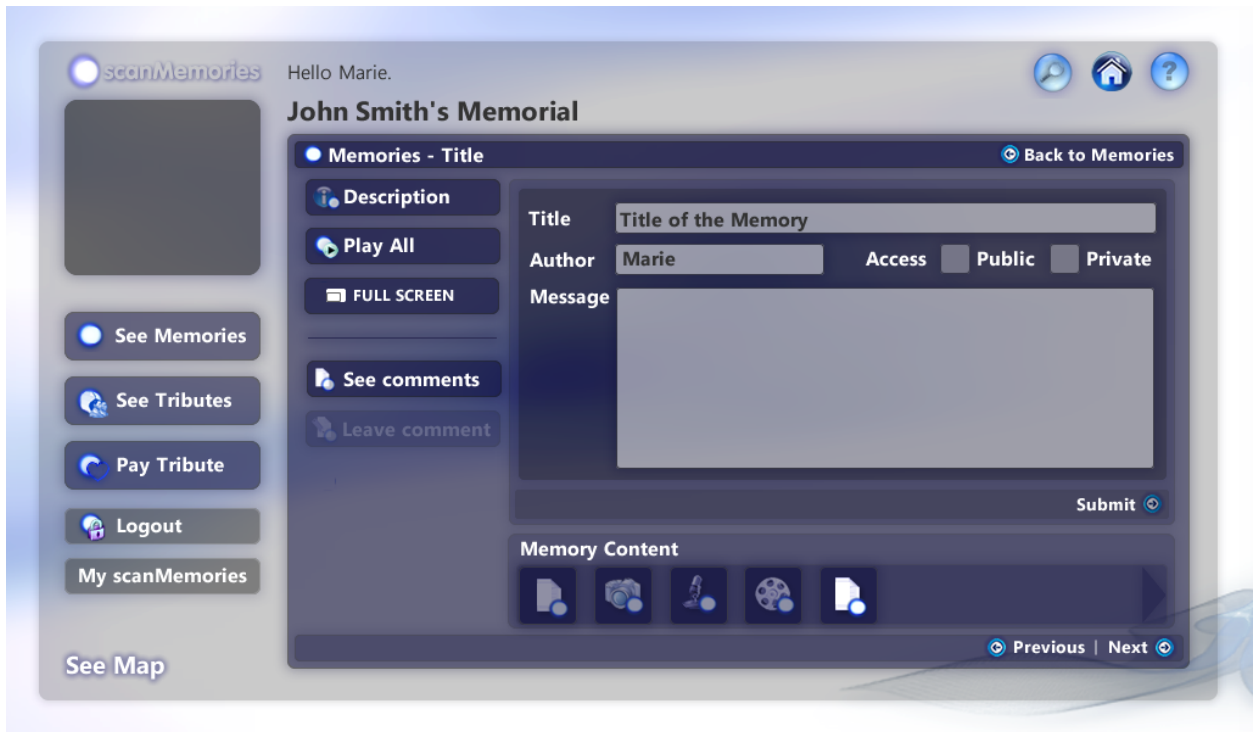 scanMemories
Hello Marie.
John Smith's Memorial
Memories - Title
Back to Memories
Description
Play All
FULL SCREEN
See comments
Leave comment
Title
Title of the Memory
Author
Marie
Access
Public
Private
Message
Submit
Memory Content
Previous | Next
See Memories
See Tributes
Pay Tribute
Logout
My scanMemories
See Map
?